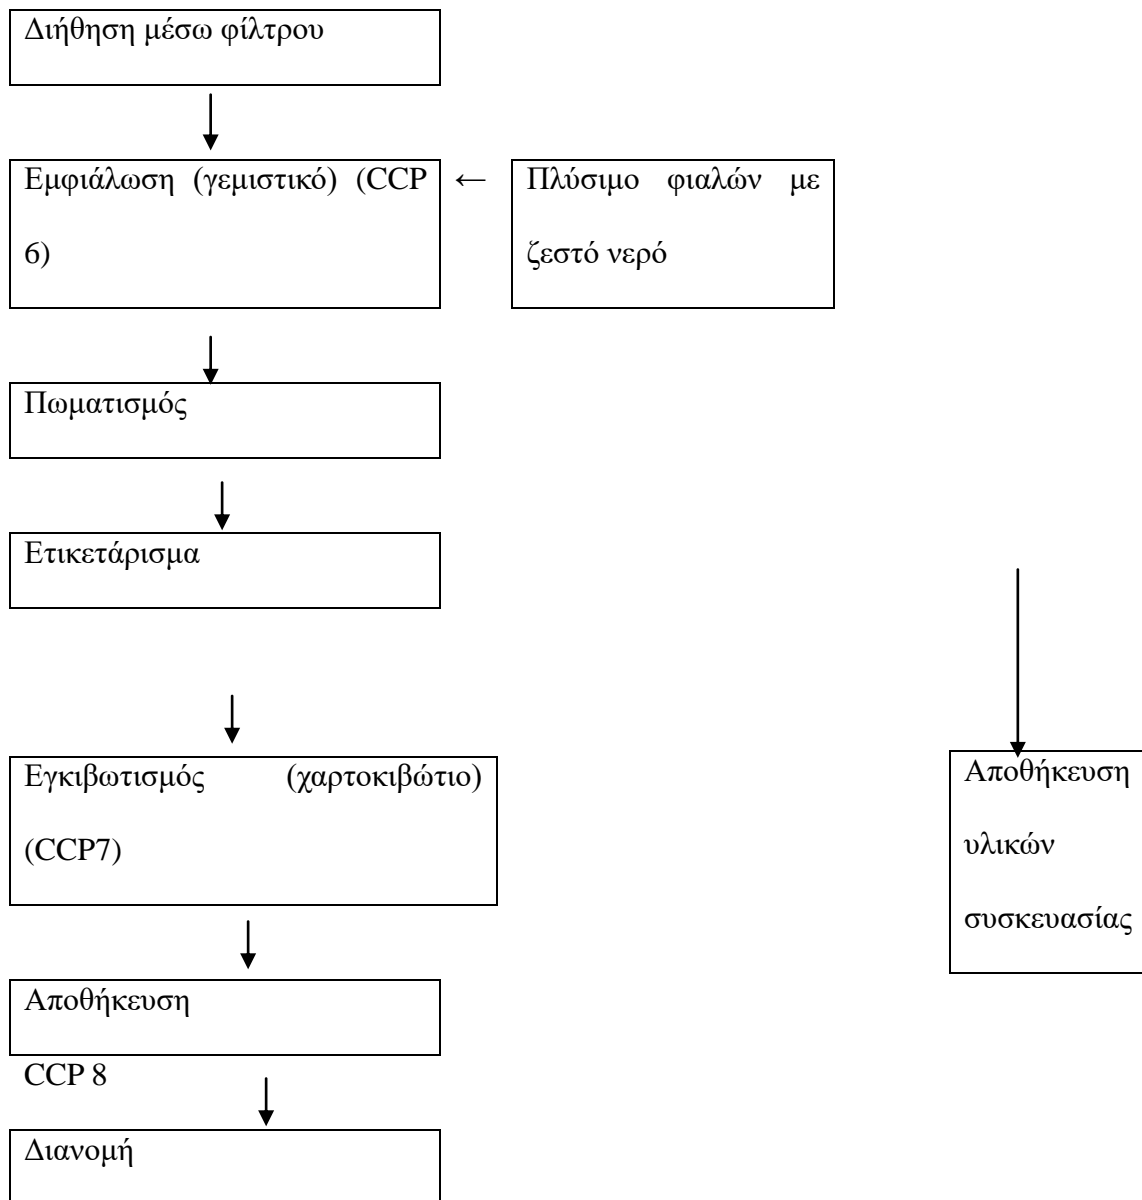 Διήθηση μέσω φίλτρου
Εμφιάλωση (γεμιστικό) (CCP
6)
Πλύσιμο φιαλών με
ζεστό νερό
Πωματισμός
Ετικετάρισμα
Εγκιβωτισμός (χαρτοκιβώτιο)
(CCP7)
Αποθήκευση
υλικών
συσκευασίας
Αποθήκευση
CCP 8
Διανομή